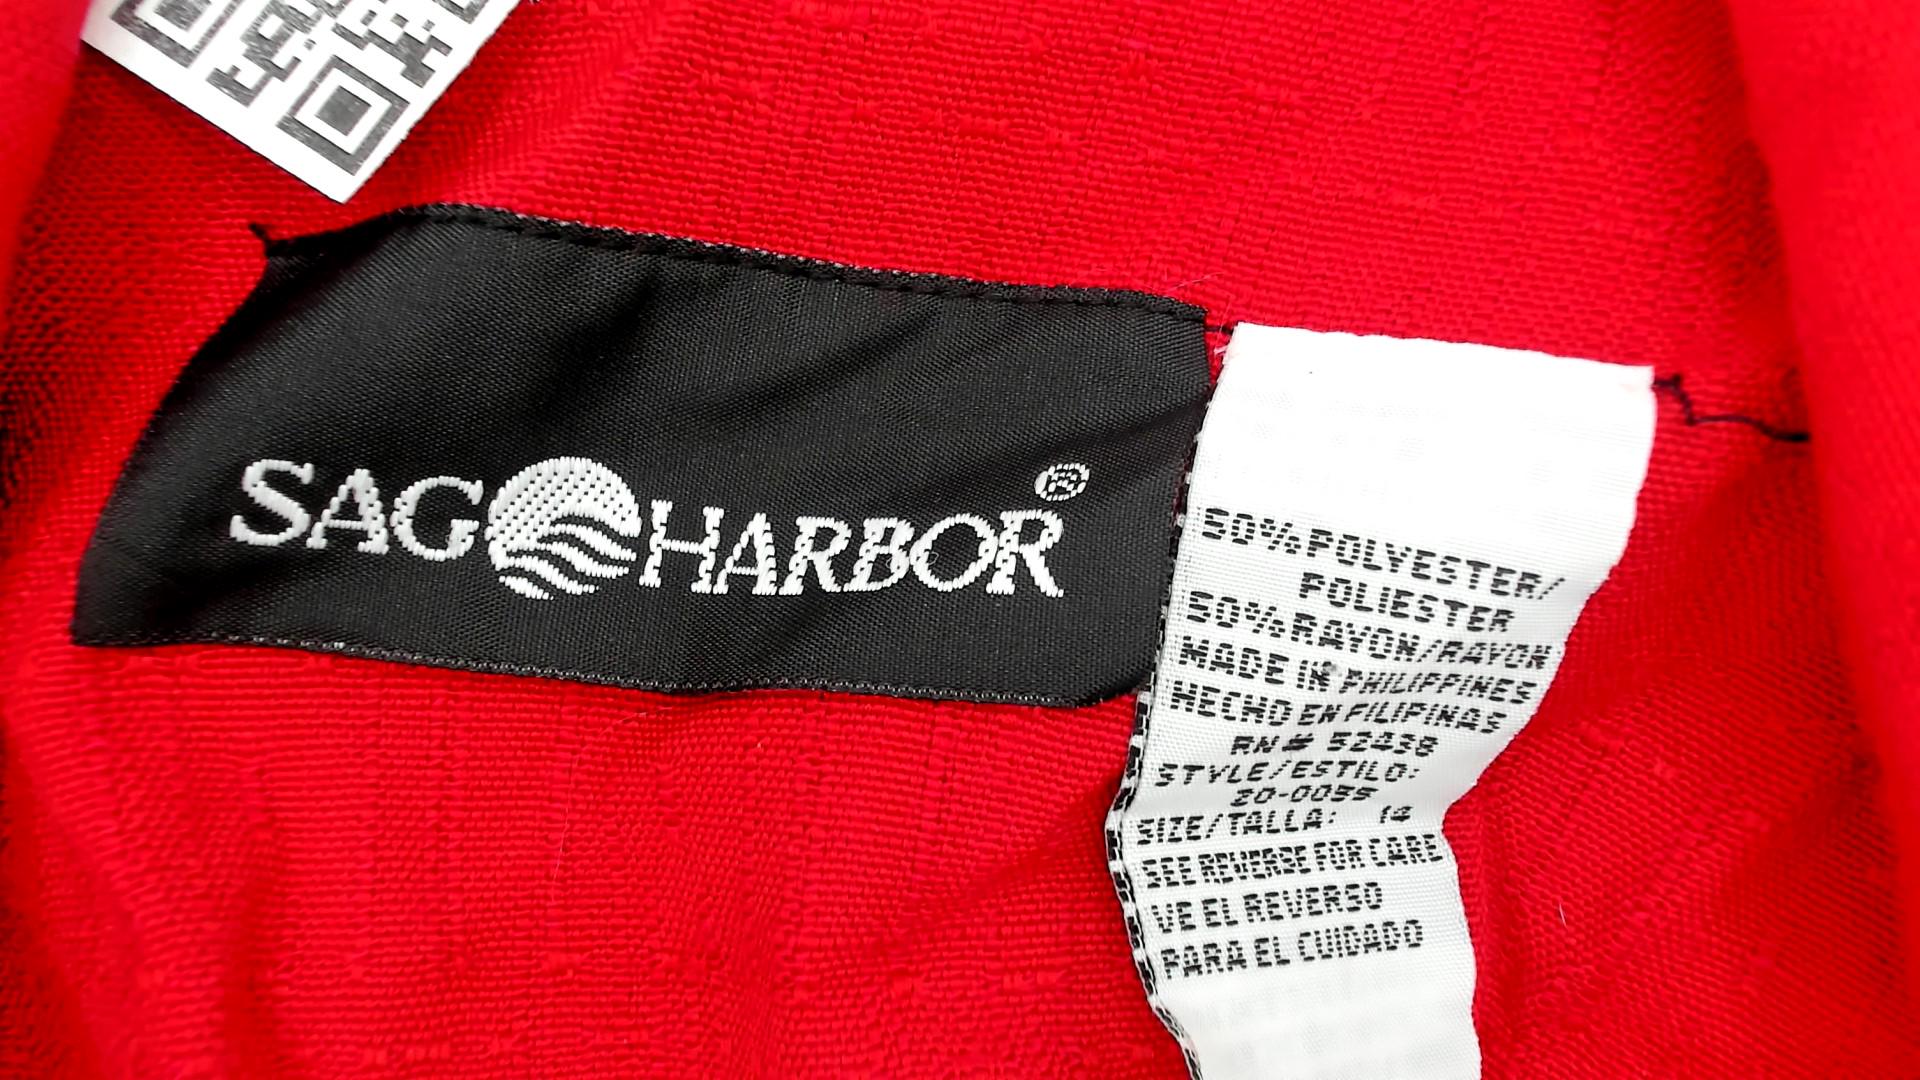 SAG HARBOR®
50% POLYESTER/
POLIESTER
50% RAYON/RAYON
MADE IN PHILIPPINES
HECHO EN FILIPINAS
RN# 52438
STYLE/ESTILO:
20-0055
SIZE/TALLA: 14
SEE REVERSE FOR CARE
VE EL REVERSO
PARA EL CUIDADO